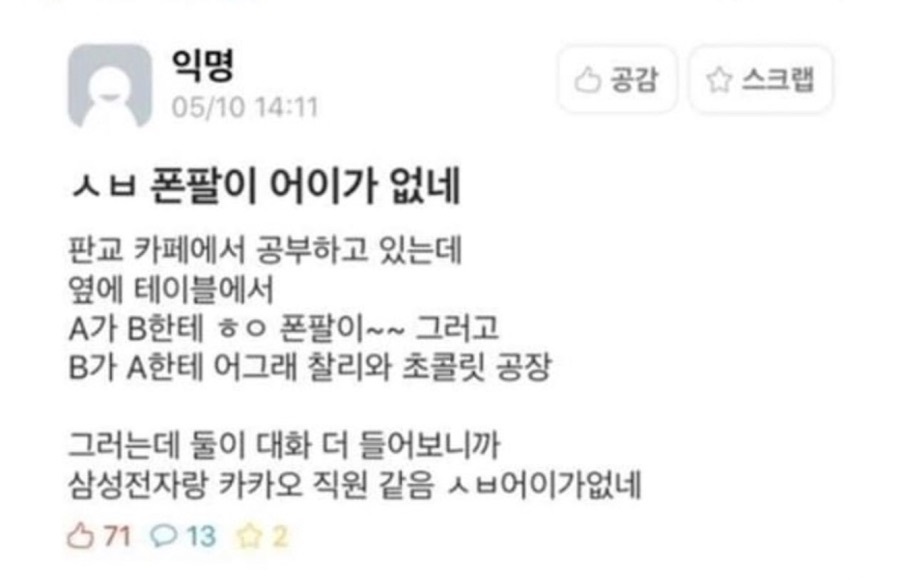 익명
05/10 14:11
공감
스크랩
ㅅㅂ 폰팔이 어이가 없네
판교 카페에서 공부하고 있는데
옆에 테이블에서
A가 B한테 ㅎㅇ 폰팔이~~ 그러고
B가 A한테 어그래 찰리와 초콜릿 공장
그러는데 둘이 대화 더 들어보니까
삼성전자랑 카카오 직원 같음 ㅅㅂ어이가없네
71 13 2